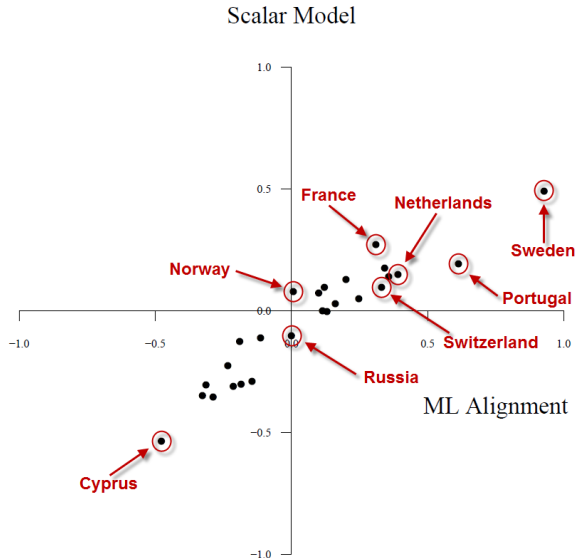 Scalar Model
1.0
0.5
France
Netherlands
Sweden
Norway
Portugal
−1.0
−0.5
0.0
0.0
0.5
1.0
Switzerland
Russia
ML Alignment
−0.5
Cyprus
−1.0